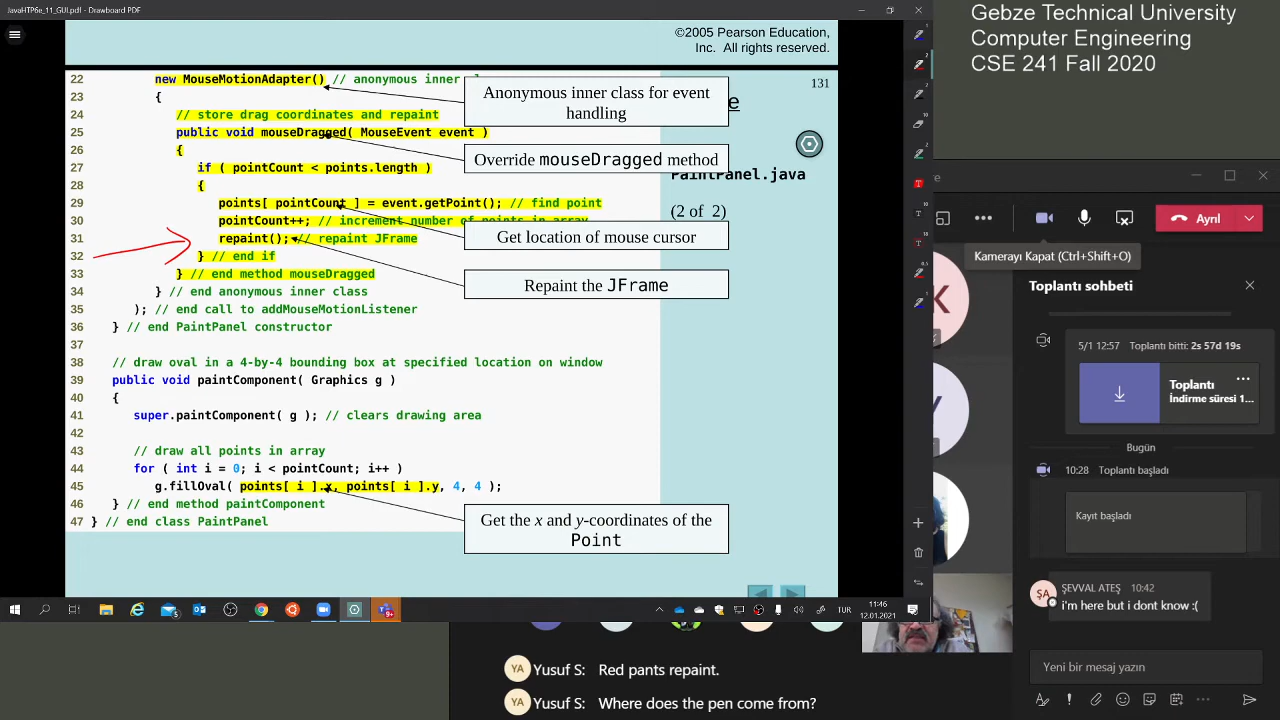 JavaHTP6e_11_GUI.pdf - Drawboard PDF
Gebze Technical University
Computer Engineering
CSE 241 Fall 2020
©2005 Pearson Education,
Inc. All rights reserved.
131
22 new MouseMotionAdapter() // anonymous inner
23 {
24 // store drag coordinates and repaint
25 public void mouseDragged( MouseEvent event )
26 {
27 if ( pointCount < points.length )
28 {
29 points[ pointCount ] = event.getPoint(); // find point
30 pointCount++; // increment number of points in array
31 repaint(); // repaint JFrame
32 } // end if
33 } // end method mouseDragged
34 } // end anonymous inner class
35 ); // end call to addMouseMotionListener
36 } // end PaintPanel constructor
37
38 // draw oval in a 4-by-4 bounding box at specified location on window
39 public void paintComponent( Graphics g )
40 {
41 super.paintComponent( g ); // clears drawing area
42
43 // draw all points in array
44 for ( int i = 0; i < pointCount; i++ )
45 g.fillOval( points[ i ].x, points[ i ].y, 4, 4 );
46 } // end method paintComponent
47 } // end class PaintPanel
Anonymous inner class for event
handling
Override mouseDragged method
Get location of mouse cursor
Repaint the JFrame
Get the x and y-coordinates of the
Point
e
PaintPanel.java
(2 of 2)
re
Ayrıl
Kamerayı Kapat (Ctrl+Shift+O)
Toplantı sohbeti
K
Y
5/1 12:57 Toplantı bitti: 2s 57d 19s
Toplantı
İndirme süresi 1...
Bugün
10:28 Toplantı başladı
Kayıt başladı
ŞA ŞEVVAL ATEŞ 10:42
i'm here but i dont know :(
Yeni bir mesaj yazın
TUR
11:46
12.01.2021
YA Yusuf S: Red pants repaint.
YA Yusuf S: Where does the pen come from?